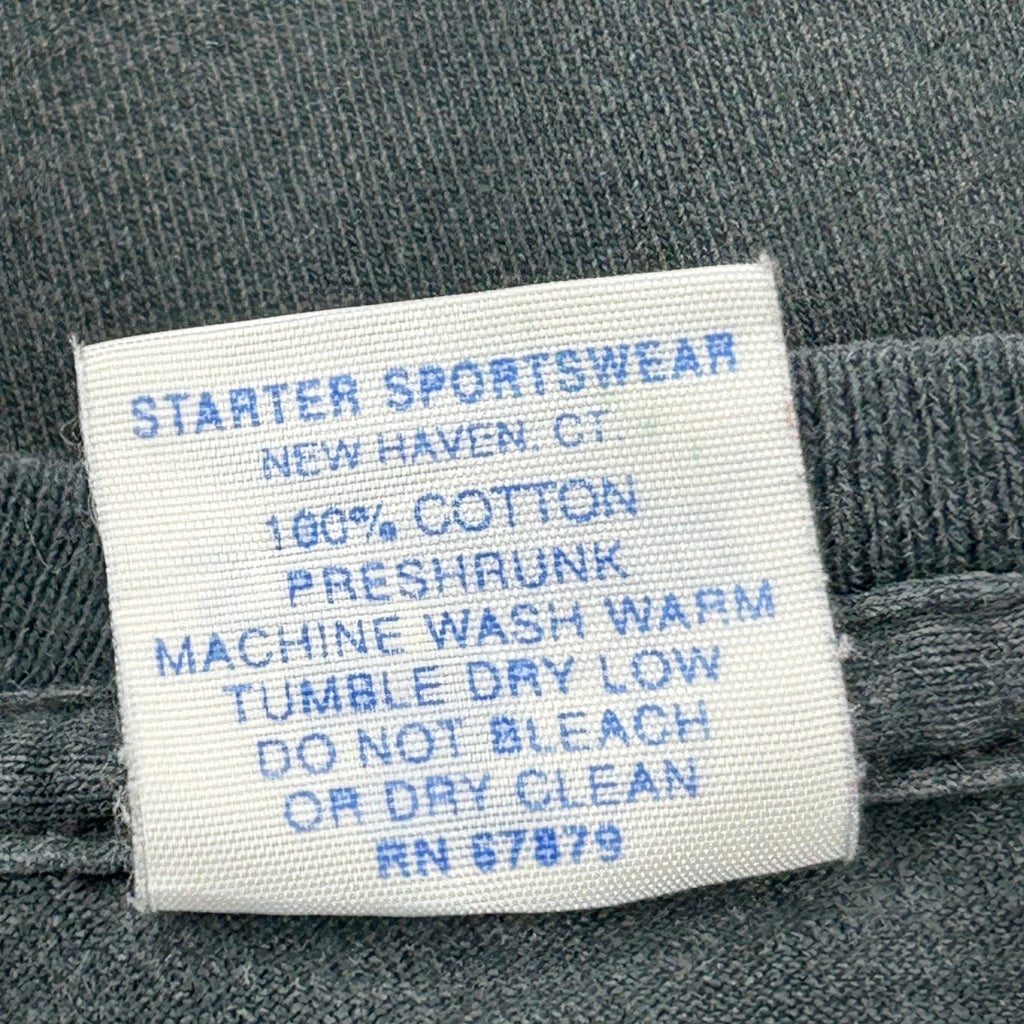 STARTER SPORTSWEAR
NEW HAVEN. CT.
100% COTTON
PRESHRUNK
MACHINE WASH WARM
TUMBLE DRY LOW
DO NOT BLEACH
OR DRY CLEAN
RN 67879